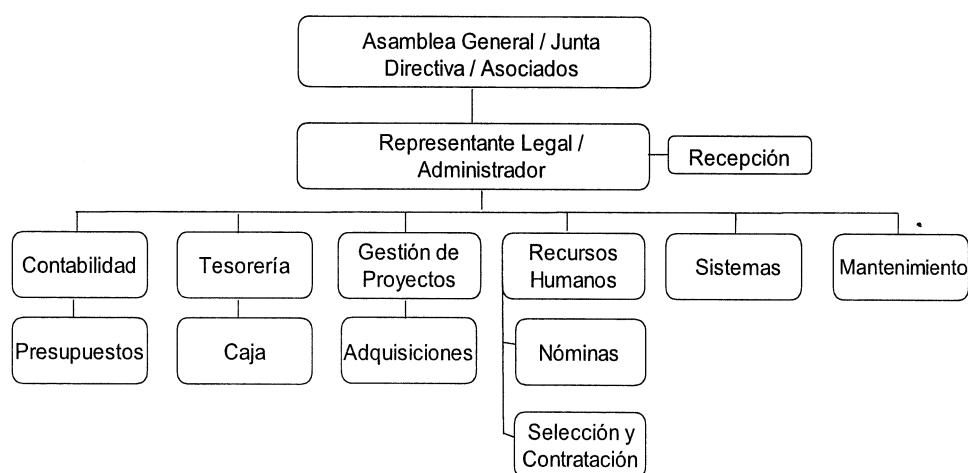 Asamblea General / Junta
Directiva / Asociados
Representante Legal /
Administrador
Recepción
Contabilidad
Tesorería
Gestión de
Proyectos
Recursos
Humanos
Sistemas
Mantenimiento
Presupuestos
Caja
Adquisiciones
Nóminas
Selección y
Contratación